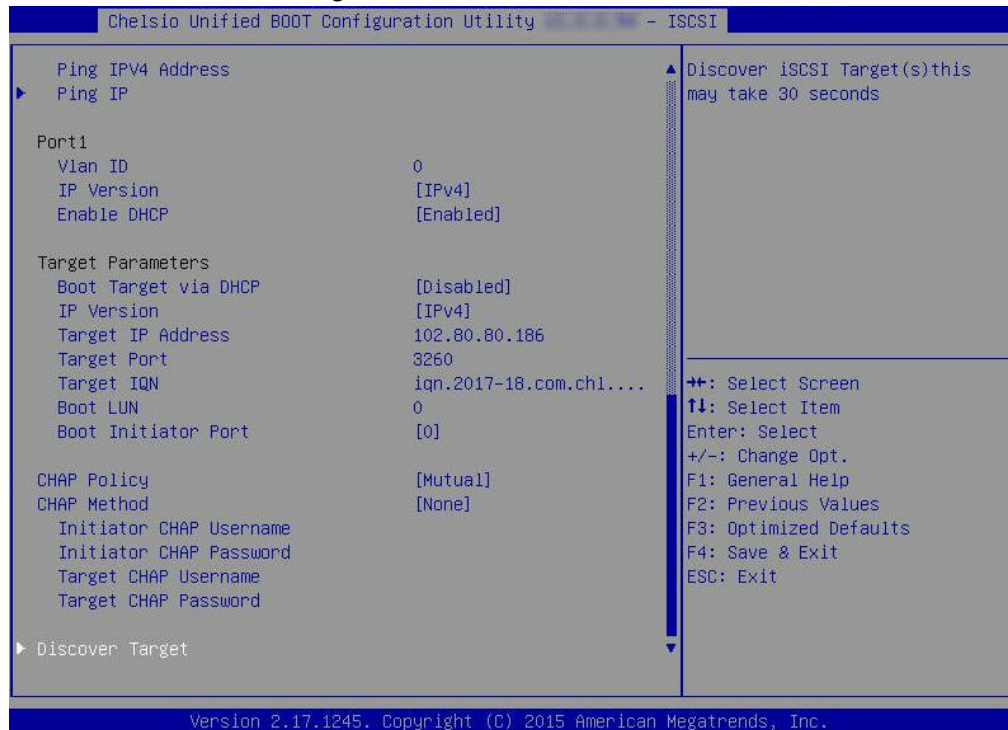 Chelsio Unified BOOT Configuration Utility - ISCSI
Ping IPV4 Address
Ping IP
Port1
Vlan ID 0
IP Version [IPv4]
Enable DHCP [Enabled]
Target Parameters
Boot Target via DHCP [Disabled]
IP Version [IPv4]
Target IP Address 102.80.80.186
Target Port 3260
Target IQN iqn.2017-18.com.chl....
Boot LUN 0
Boot Initiator Port [0]
CHAP Policy [Mutual]
CHAP Method [None]
Initiator CHAP Username
Initiator CHAP Password
Target CHAP Username
Target CHAP Password
Discover Target
Discover iSCSI Target(s)this
may take 30 seconds
→←: Select Screen
↑↓: Select Item
Enter: Select
+/-: Change Opt.
F1: General Help
F2: Previous Values
F3: Optimized Defaults
F4: Save & Exit
ESC: Exit
Version 2.17.1245. Copyright (C) 2015 American Megatrends, Inc.